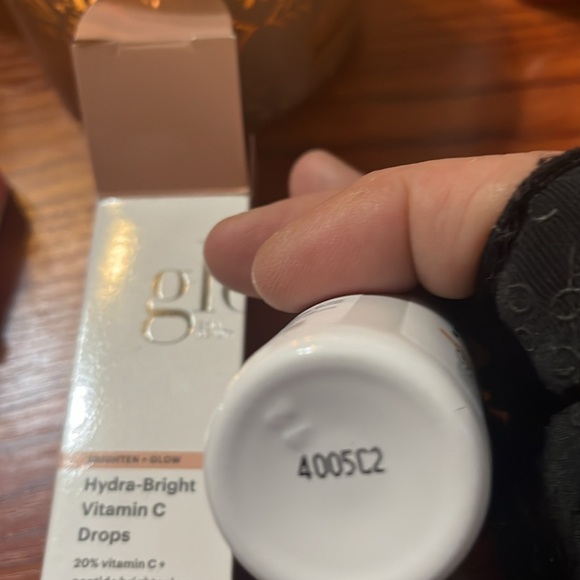 gl
BRIGHTEN + GLOW
Hydra-Bright
Vitamin C
Drops
20% vitamin C +
4005C2